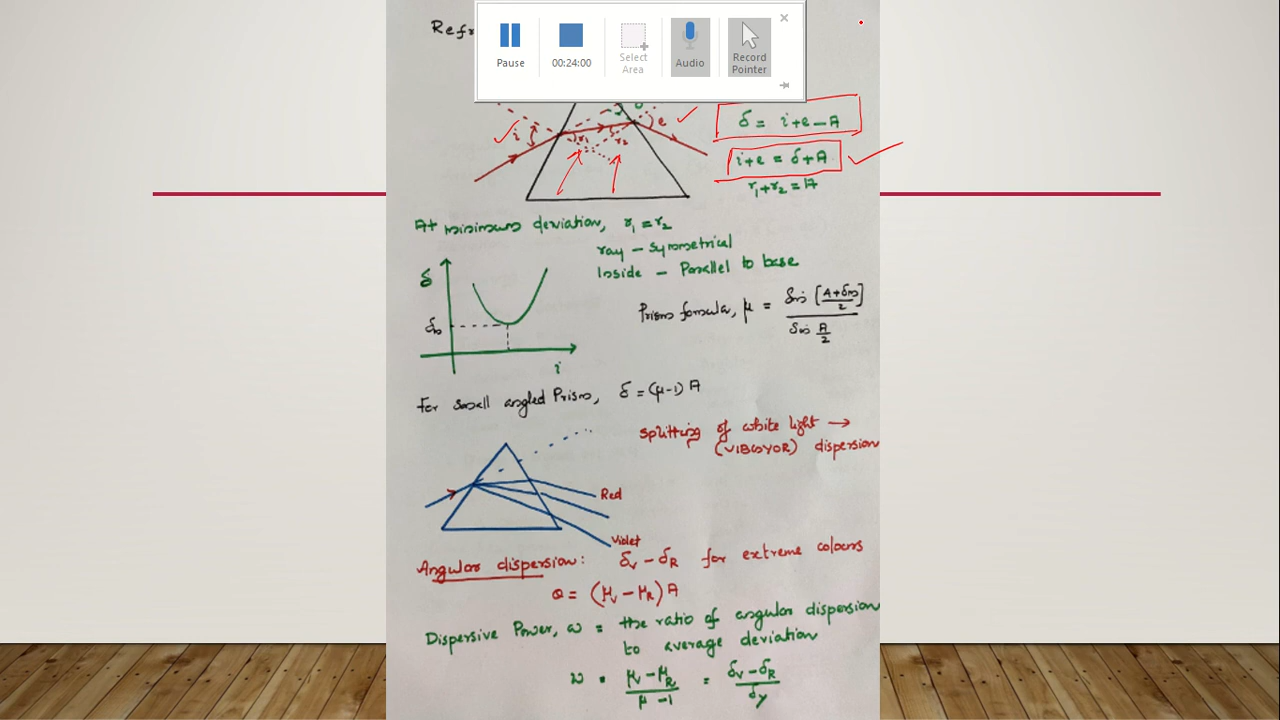 Refr
Pause
00:24:00
Select Area
Audio
Record Pointer
i
r₁
r₂
e
δ
δ = i+e-A
i+e = δ+A
r₁+r₂ = A
At minimum deviation, r₁ = r₂
ray - Symmetrical
Inside - Parallel to base
δ
δm
i
Prism formula, μ = Sin [(A+δm)/2] / Sin A/2
For small angled Prism, δ = (μ-1) A
Splitting of white light →
(VIBGYOR) dispersion
Red
Violet
Angular dispersion: δv - δR for extreme colours
θ = (μv - μR) A
Dispersive Power, ω = the ratio of angular dispersion
to average deviation
ω = (μv - μR)/(μ - 1) = (δv - δR)/δy